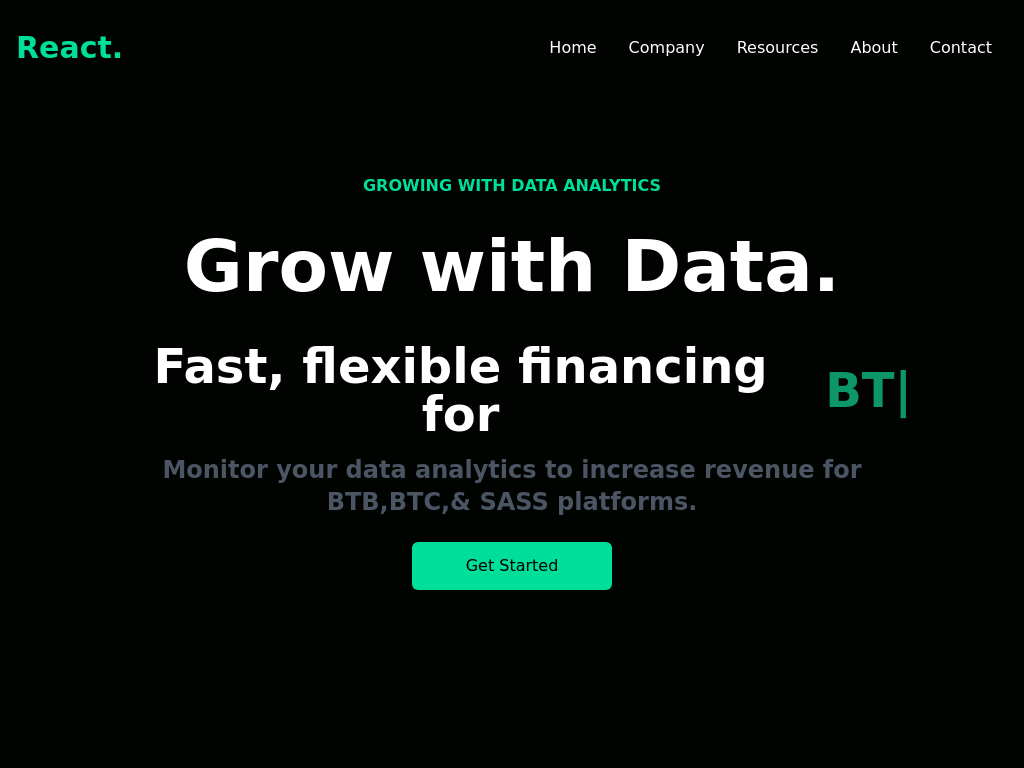 React.
Home Company Resources About Contact
GROWING WITH DATA ANALYTICS
Grow with Data.
Fast, flexible financing
for
BT|
Monitor your data analytics to increase revenue for
BTB,BTC,& SASS platforms.
Get Started